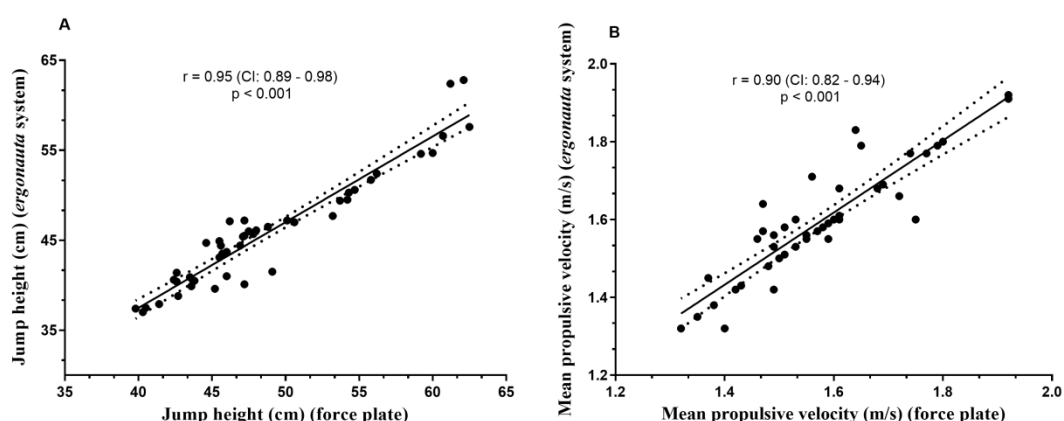 A
65
55
45
35
Jump height (cm) (ergonauta system)
r = 0.95 (CI: 0.89 - 0.98)
p < 0.001
35 40 45 50 55 60 65
Jump height (cm) (force plate)
B
2.0
1.8
1.6
1.4
1.2
Mean propulsive velocity (m/s) (ergonauta system)
r = 0.90 (CI: 0.82 - 0.94)
p < 0.001
1.2 1.4 1.6 1.8 2.0
Mean propulsive velocity (m/s) (force plate)